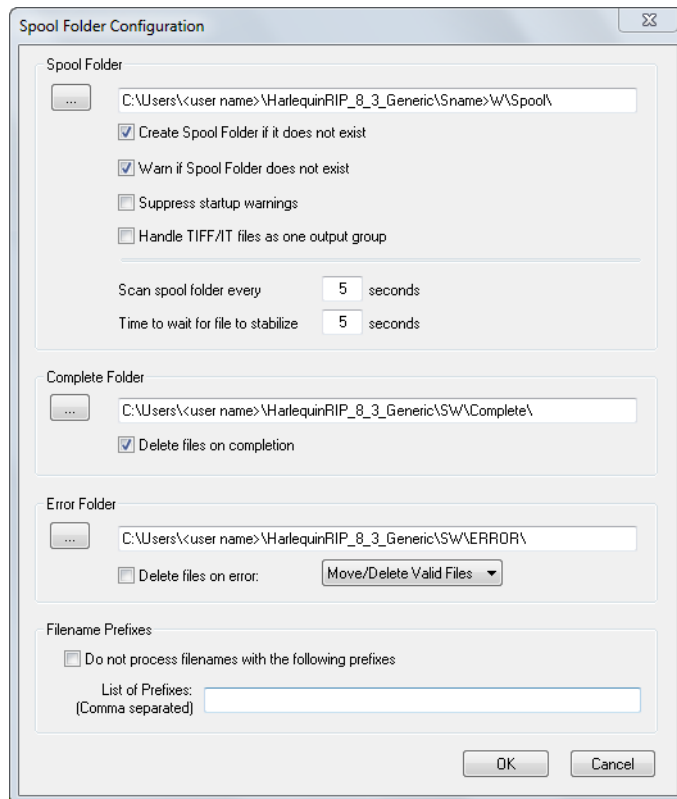 Spool Folder Configuration
Spool Folder
...
C:\Users\<user name>\HarlequinRIP_8_3_Generic\Sname>W\Spool\
Create Spool Folder if it does not exist
Warn if Spool Folder does not exist
Suppress startup warnings
Handle TIFF/IT files as one output group
Scan spool folder every 5 seconds
Time to wait for file to stabilize 5 seconds
Complete Folder
...
C:\Users\<user name>\HarlequinRIP_8_3_Generic\SW\Complete\
Delete files on completion
Error Folder
...
C:\Users\<user name>\HarlequinRIP_8_3_Generic\SW\ERROR\
Delete files on error: Move/Delete Valid Files
Filename Prefixes
Do not process filenames with the following prefixes
List of Prefixes:
(Comma separated)
OK Cancel